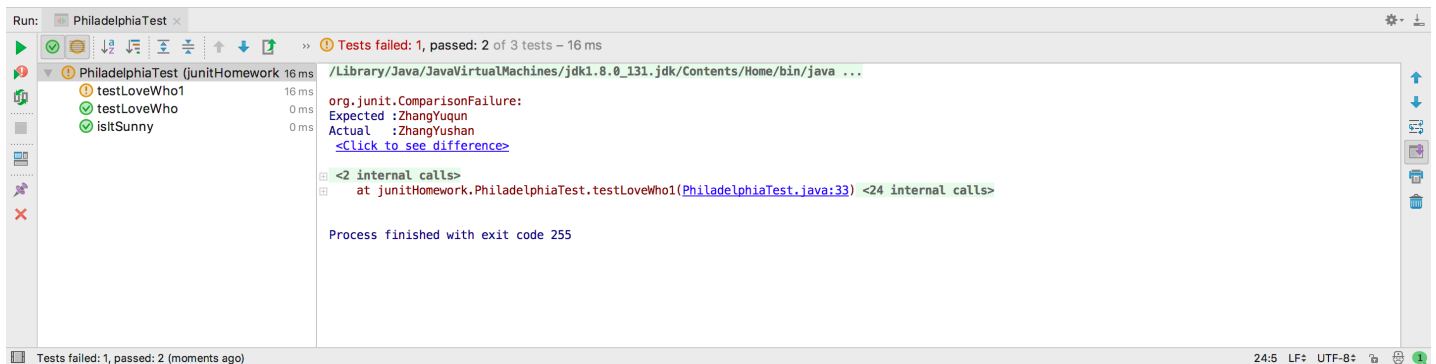 Run: PhiladelphiaTest
Tests failed: 1, passed: 2 of 3 tests – 16 ms
PhiladelphiaTest (junitHomework 16 ms
testLoveWho1 16 ms
testLoveWho 0 ms
isItSunny 0 ms
/Library/Java/JavaVirtualMachines/jdk1.8.0_131.jdk/Contents/Home/bin/java ...
org.junit.ComparisonFailure:
Expected :ZhangYuqun
Actual :ZhangYushan
<Click to see difference>
<2 internal calls>
at junitHomework.PhiladelphiaTest.testLoveWho1(PhiladelphiaTest.java:33) <24 internal calls>
Process finished with exit code 255
Tests failed: 1, passed: 2 (moments ago) 24:5 LF UTF-8 1